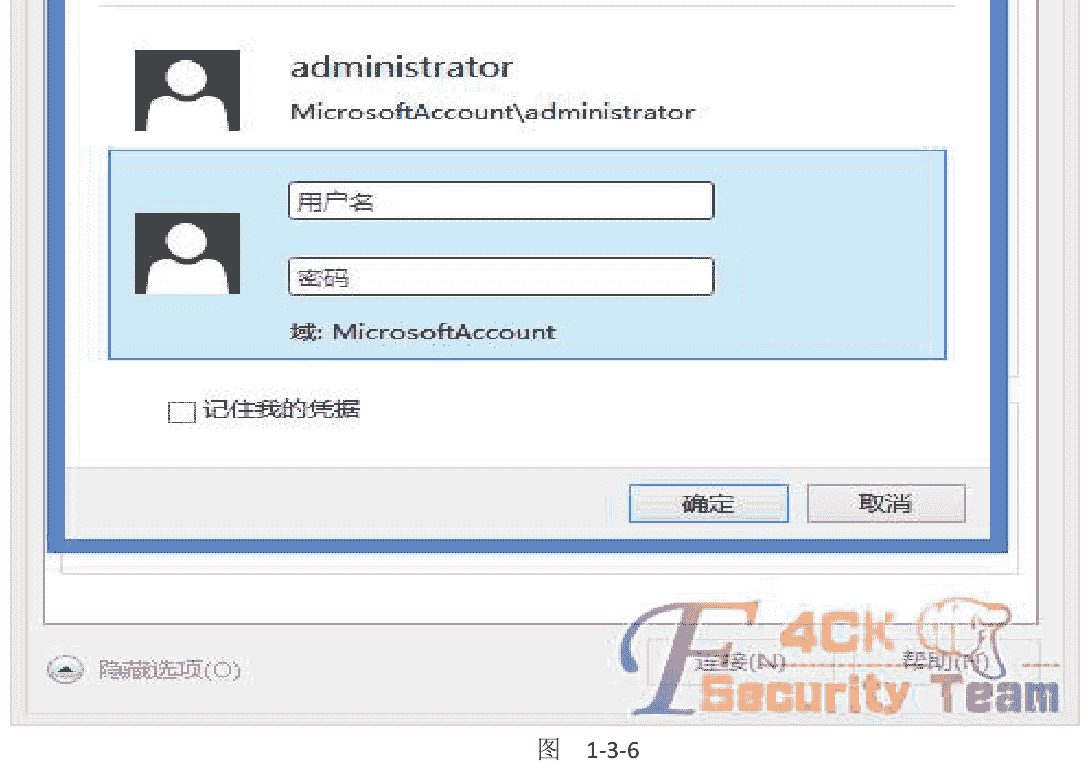 administrator
MicrosoftAccount\administrator
用户名
密码
域: MicrosoftAccount
记住我的凭据
确定 取消
隐藏选项(O) 连接(N) 帮助(H)
F4Ck
Security Team
图 1-3-6